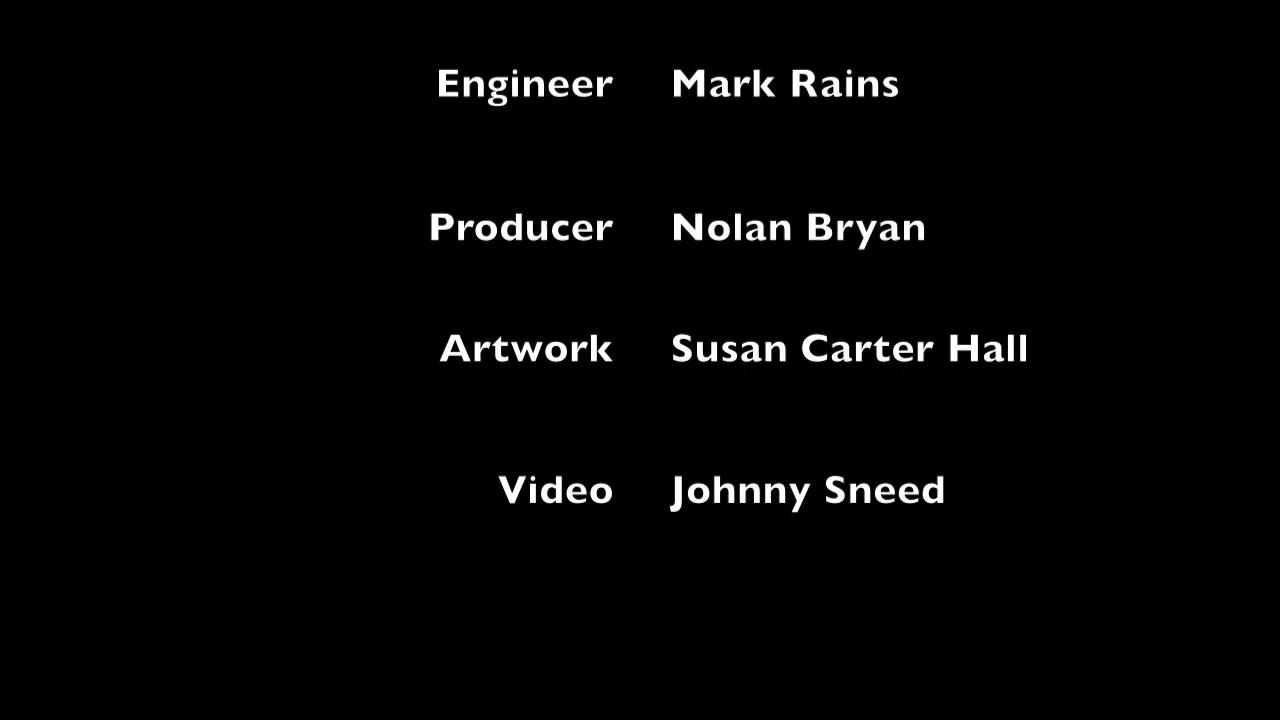 Engineer Mark Rains
Producer Nolan Bryan
Artwork Susan Carter Hall
Video Johnny Sneed